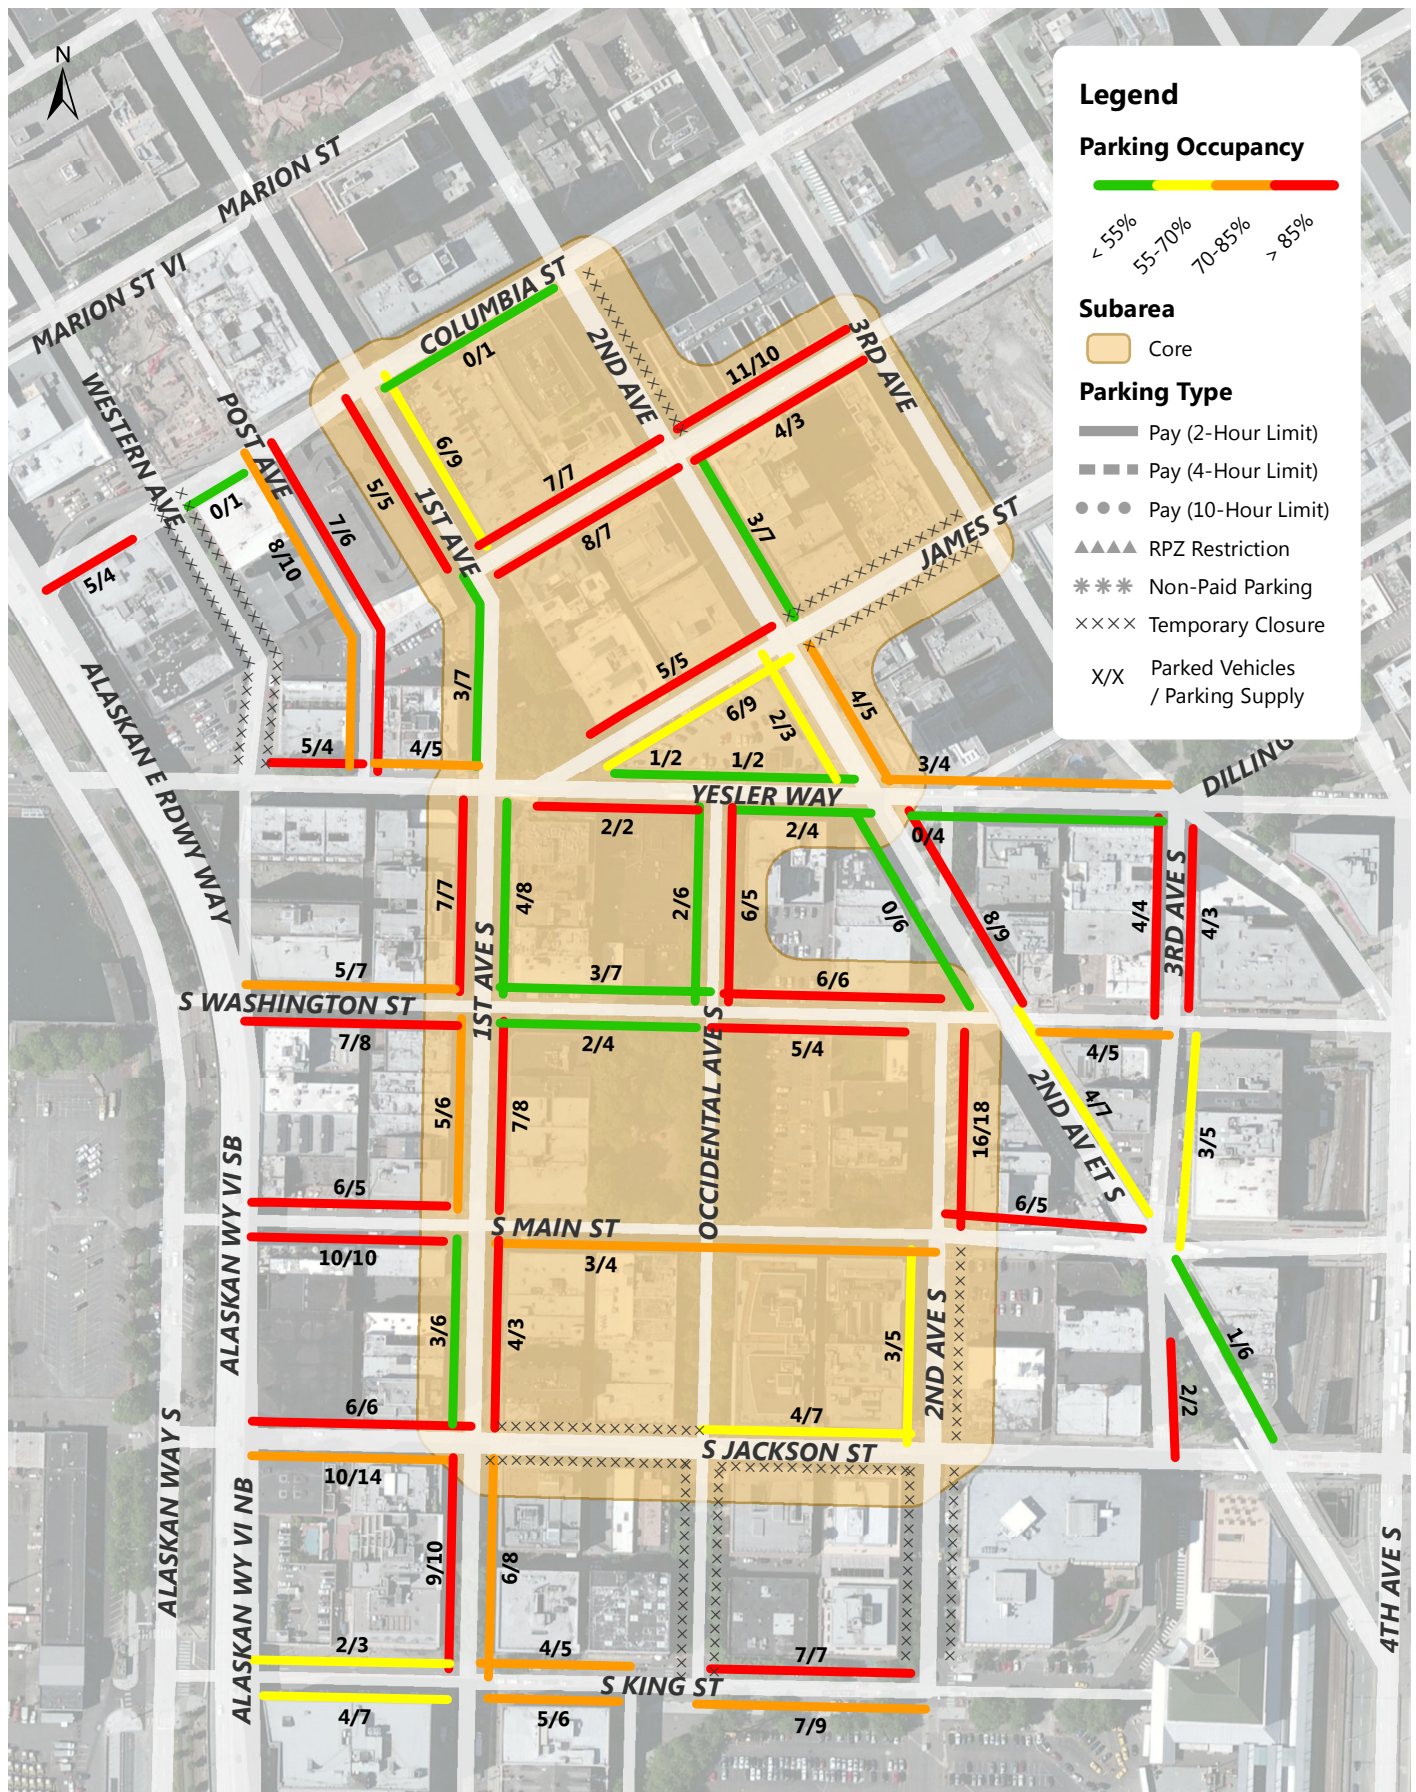 N
Legend
Parking Occupancy
< 55%
55-70%
70-85%
> 85%
Subarea
Core
Parking Type
Pay (2-Hour Limit)
Pay (4-Hour Limit)
Pay (10-Hour Limit)
RPZ Restriction
Non-Paid Parking
Temporary Closure
X/X
Parked Vehicles
/ Parking Supply
MARION ST
MARION ST VI
COLUMBIA ST
0/1
2ND AVE
11/10
3RD AVE
4/3
WESTERN AVE
POST AVE
6/9
7/7
5/5
1ST AVE
0/1
7/6
8/10
8/7
3/7
JAMES ST
5/4
ALASKAN E RDWY WAY
3/7
5/5
6/9
2/3
4/5
5/4
4/5
1/2
1/2
3/4
DILLING
YESLER WAY
2/2
2/4
0/4
7/7
4/8
2/6
6/5
0/6
8/9
4/4
3RD AVE S
4/3
5/7
1ST AVE S
3/7
6/6
S WASHINGTON ST
7/8
2/4
5/4
4/5
OCCIDENTAL AVE S
5/6
7/8
16/18
2ND AV ET S
4/7
3/5
ALASKAN WY VI SB
6/5
6/5
S MAIN ST
10/10
3/4
3/6
4/3
3/5
2ND AVE S
1/6
2/2
6/6
4/7
S JACKSON ST
ALASKAN WAY S
10/14
ALASKAN WY VI NB
9/10
6/8
4TH AVE S
2/3
4/5
7/7
S KING ST
4/7
5/6
7/9